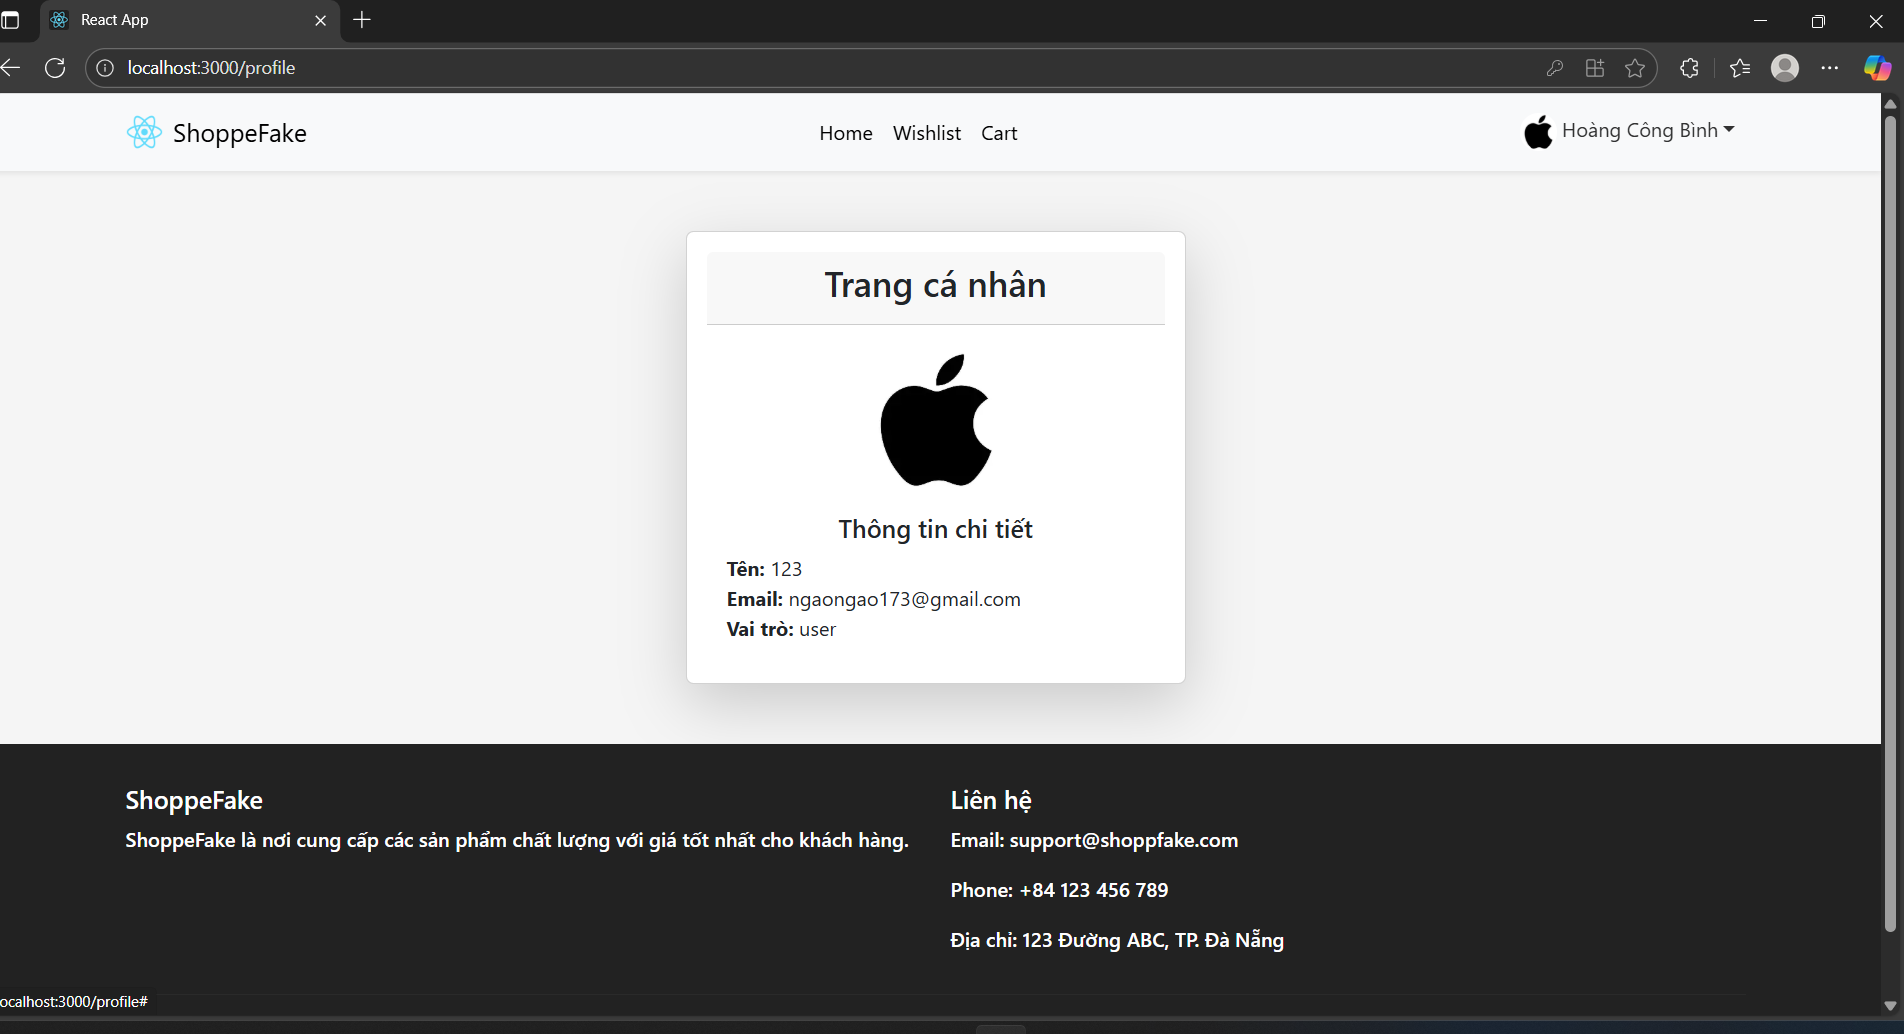 React App
localhost:3000/profile
ShoppeFake
Home Wishlist Cart
Hoàng Công Bình
Trang cá nhân
Thông tin chi tiết
Tên: 123
Email: ngaongao173@gmail.com
Vai trò: user
ShoppeFake
ShoppeFake là nơi cung cấp các sản phẩm chất lượng với giá tốt nhất cho khách hàng.
Liên hệ
Email: support@shoppfake.com
Phone: +84 123 456 789
Địa chỉ: 123 Đường ABC, TP. Đà Nẵng
ocalhost:3000/profile#